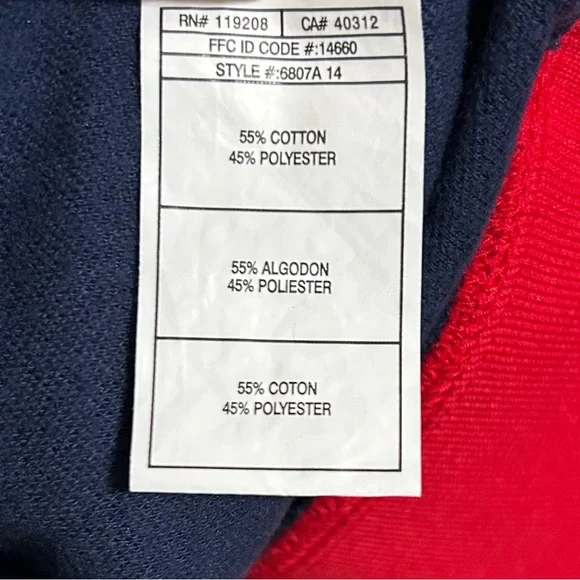 RN# 119208 CA# 40312
FFC ID CODE #:14660
STYLE #:6807A 14
55% COTTON
45% POLYESTER
55% ALGODON
45% POLIESTER
55% COTON
45% POLYESTER